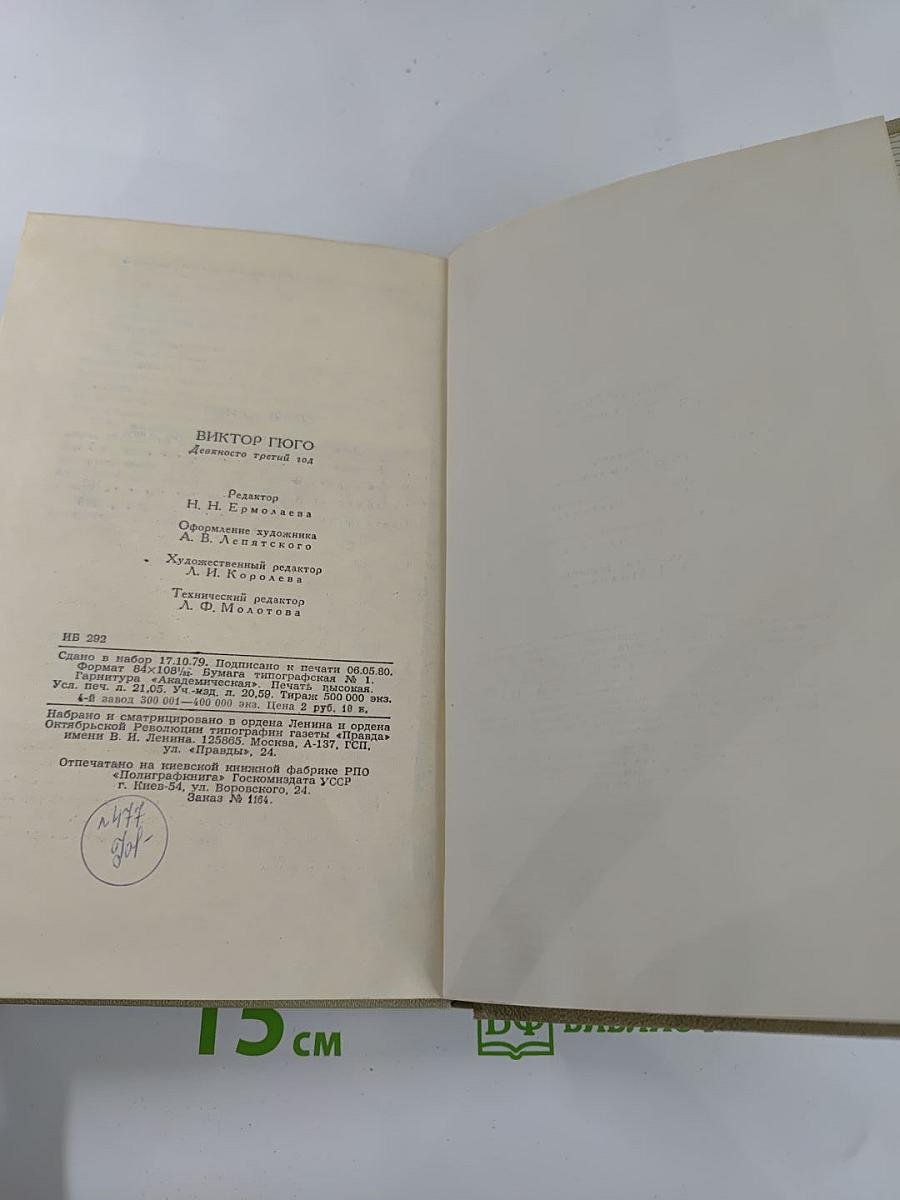 ВИКТОР ГЮГО
Девяносто третий год
Редактор
Н. Н. Ермолаева
Оформление художника
А. В. Лепятского
Художественный редактор
Л. И. Королева
Технический редактор
Л. Ф. Молотова
ИБ 292
Сдано в набор 17.10.79. Подписано к печати 06.05.80.
Формат 84×108¹/₃₂. Бумага типографская № 1.
Гарнитура «Академическая». Печать высокая.
Усл. печ. л. 21,05. Уч.-изд. л. 20,59. Тираж 500 000 экз.
4-й завод 300 001—400 000 экз. Цена 2 руб. 10 к.
Набрано и сматрицировано в ордена Ленина и ордена
Октябрьской Революции типографии газеты «Правда»
имени В. И. Ленина. 125865. Москва, А-137, ГСП,
ул. «Правды», 24.
Отпечатано на киевской книжной фабрике РПО
«Полиграфкнига» Госкомиздата УССР
г. Киев-54, ул. Воровского, 24.
Заказ № 1164.
477
15 см